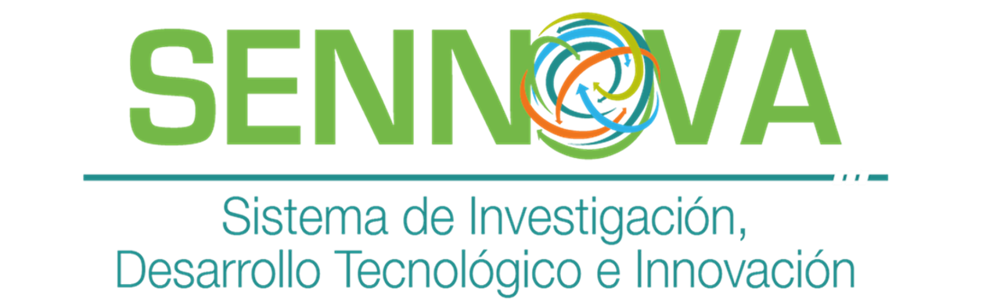 SENNOVA
Sistema de Investigación,
Desarrollo Tecnológico e Innovación